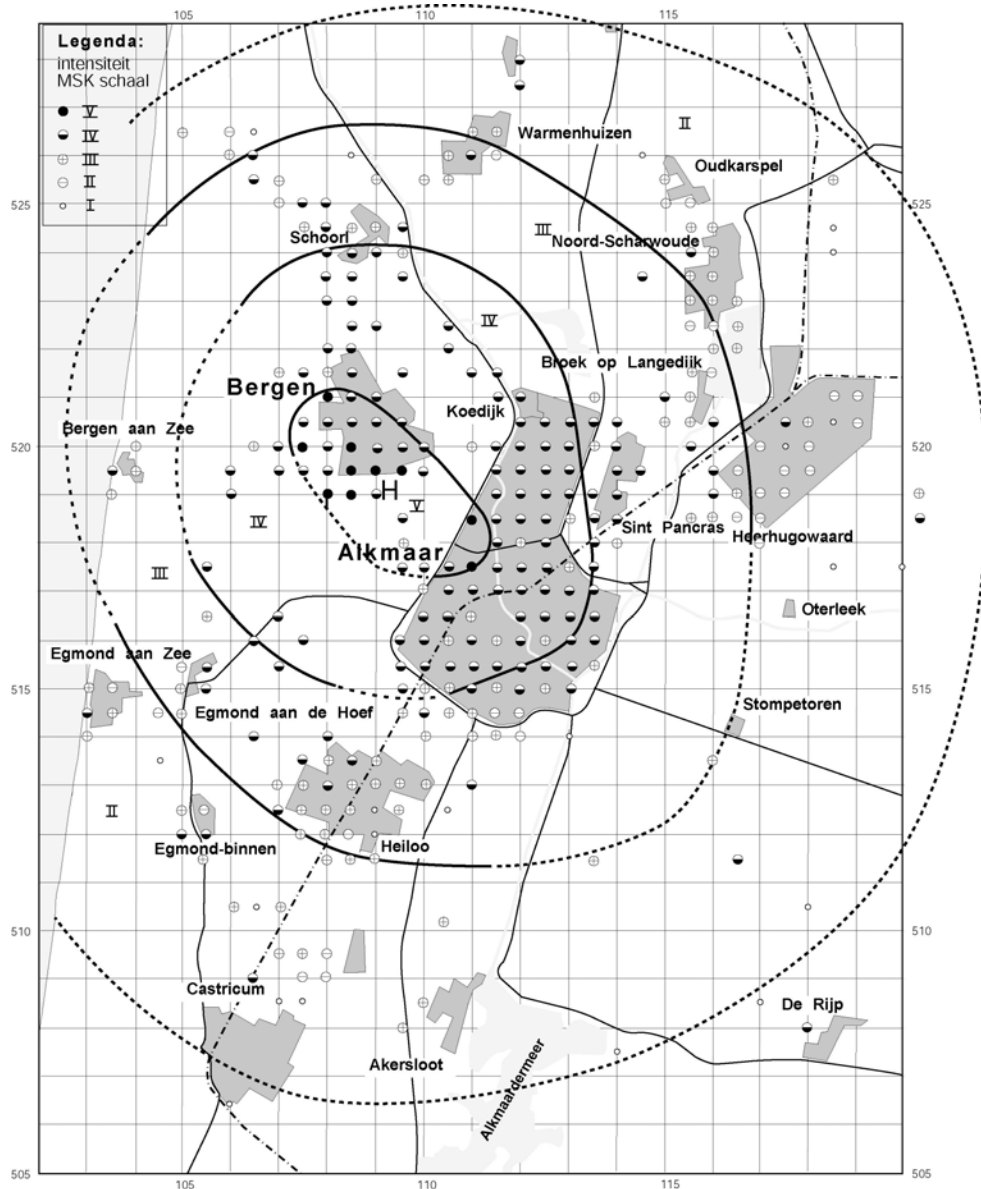 105
110
115
Legenda:
intensiteit
MSK schaal
V
IV
III
II
I
II
Warmenhuizen
Oudkarspel
525
525
III
Noord-Scharwoude
Schoorl
IV
Broek op Langedijk
Bergen
Koedijk
Bergen aan Zee
520
520
H
V
IV
Sint Pancras
Heerhugowaard
Alkmaar
III
Oterleek
Egmond aan Zee
515
515
Egmond aan de Hoef
Stompetoren
II
Egmond-binnen
Heiloo
510
510
Castricum
De Rijp
Akersloot
Alkmaardermeer
505
505
105
110
115